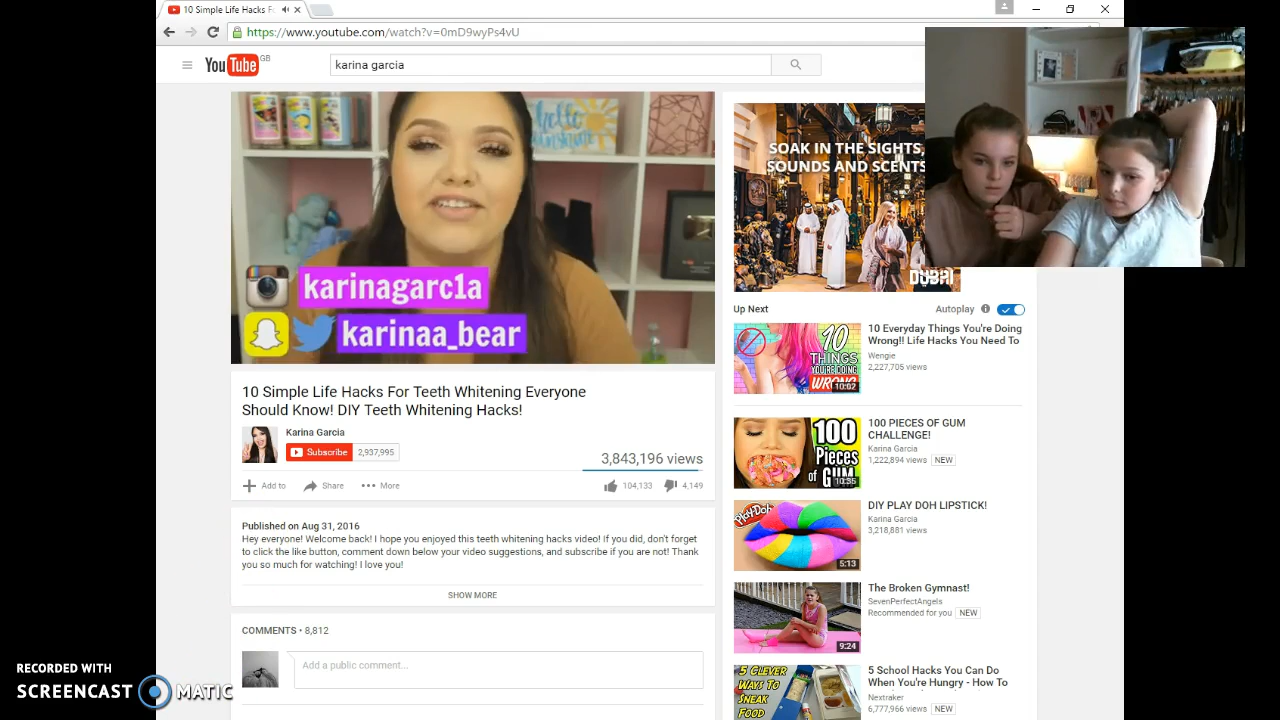 10 Simple Life Hacks F
https://www.youtube.com/watch?v=0mD9wyPs4vU
YouTube GB
karina garcia
hello
sunshine
karinagarc1a
karinaa_bear
SOAK IN THE SIGHTS,
SOUNDS AND SCENTS
DUBAI
10 Simple Life Hacks For Teeth Whitening Everyone
Should Know! DIY Teeth Whitening Hacks!
Karina Garcia
Subscribe 2,937,995
3,843,196 views
Add to Share More 104,133 4,149
Published on Aug 31, 2016
Hey everyone! Welcome back! I hope you enjoyed this teeth whitening hacks video! If you did, don't forget
to click the like button, comment down below your video suggestions, and subscribe if you are not! Thank
you so much for watching! I love you!
SHOW MORE
COMMENTS • 8,812
Add a public comment...
Up Next Autoplay
10
THINGS
YOU'RE DOING
WRONG
10:02
10 Everyday Things You're Doing
Wrong!! Life Hacks You Need To
Wengie
2,227,705 views
100
Pieces
of GUM
10:35
100 PIECES OF GUM
CHALLENGE!
Karina Garcia
1,222,894 views NEW
Play-Doh
5:13
DIY PLAY DOH LIPSTICK!
Karina Garcia
3,218,881 views
9:24
The Broken Gymnast!
SevenPerfectAngels
Recommended for you NEW
5 CLEVER
WAYS TO
SNEAK
FOOD
5 School Hacks You Can Do
When You're Hungry - How To
Nextraker
6,777,966 views NEW
RECORDED WITH
SCREENCAST MATIC